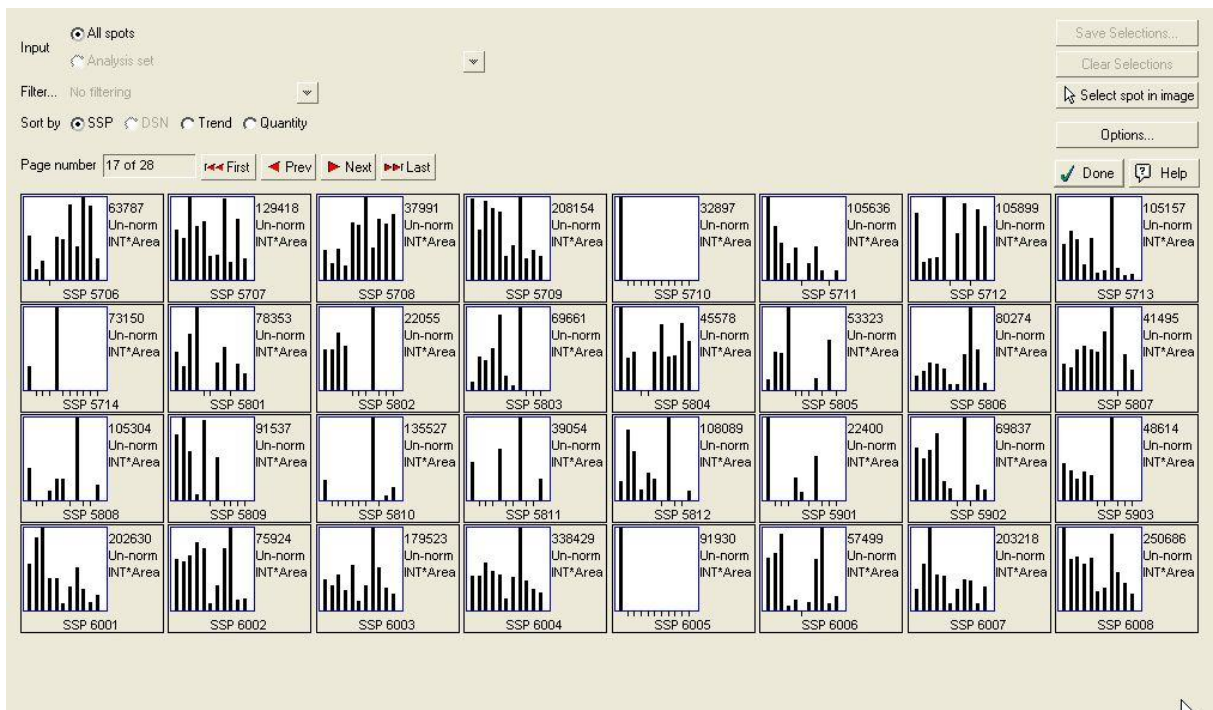 All spots
Input
Analysis set
Filter... No filtering
Sort by SSP DSN Trend Quantity
Page number 17 of 28 First Prev Next Last
Save Selections...
Clear Selections
Select spot in image
Options...
Done Help
63787 129418 37991 208154 32897 105636 105899 105157
Un-norm Un-norm Un-norm Un-norm Un-norm Un-norm Un-norm Un-norm
INT*Area INT*Area INT*Area INT*Area INT*Area INT*Area INT*Area INT*Area
SSP 5706 SSP 5707 SSP 5708 SSP 5709 SSP 5710 SSP 5711 SSP 5712 SSP 5713
73150 78353 22055 69661 45578 53323 80274 41495
Un-norm Un-norm Un-norm Un-norm Un-norm Un-norm Un-norm Un-norm
INT*Area INT*Area INT*Area INT*Area INT*Area INT*Area INT*Area INT*Area
SSP 5714 SSP 5801 SSP 5802 SSP 5803 SSP 5804 SSP 5805 SSP 5806 SSP 5807
105304 91537 135527 39054 108089 22400 69837 48614
Un-norm Un-norm Un-norm Un-norm Un-norm Un-norm Un-norm Un-norm
INT*Area INT*Area INT*Area INT*Area INT*Area INT*Area INT*Area INT*Area
SSP 5808 SSP 5809 SSP 5810 SSP 5811 SSP 5812 SSP 5901 SSP 5902 SSP 5903
202630 75924 179523 338429 91930 57499 203218 250686
Un-norm Un-norm Un-norm Un-norm Un-norm Un-norm Un-norm Un-norm
INT*Area INT*Area INT*Area INT*Area INT*Area INT*Area INT*Area INT*Area
SSP 6001 SSP 6002 SSP 6003 SSP 6004 SSP 6005 SSP 6006 SSP 6007 SSP 6008